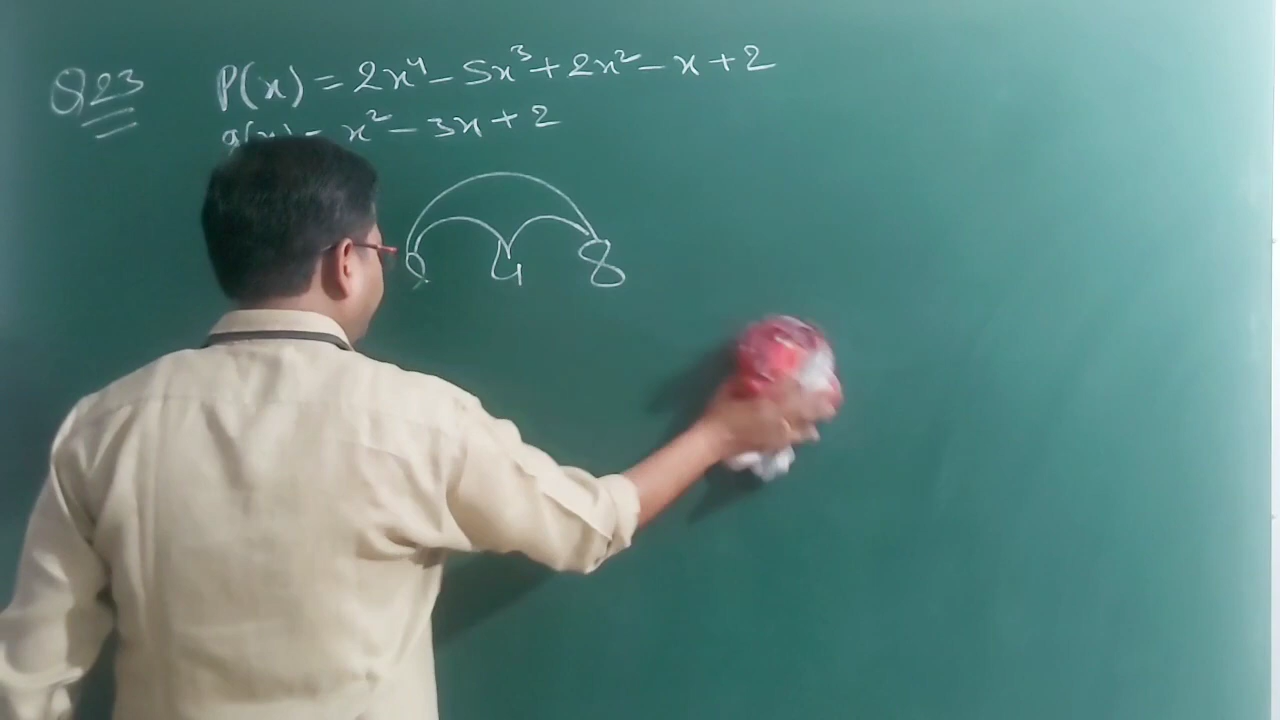 Q23 P(x) = 2x⁴ - 5x³ + 2x² - x + 2
g(x) = x² - 3x + 2
2 4 8